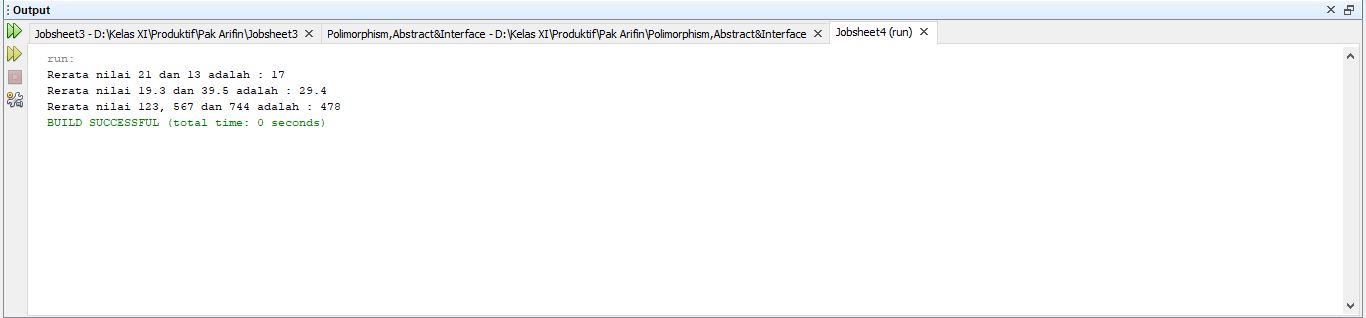 Output
Jobsheet3 - D:\Kelas XI\Produktif\Pak Arifin\Jobsheet3 Polimorphism,Abstract&Interface - D:\Kelas XI\Produktif\Pak Arifin\Polimorphism,Abstract&Interface Jobsheet4 (run)
run:
Rerata nilai 21 dan 13 adalah : 17
Rerata nilai 19.3 dan 39.5 adalah : 29.4
Rerata nilai 123, 567 dan 744 adalah : 478
BUILD SUCCESSFUL (total time: 0 seconds)